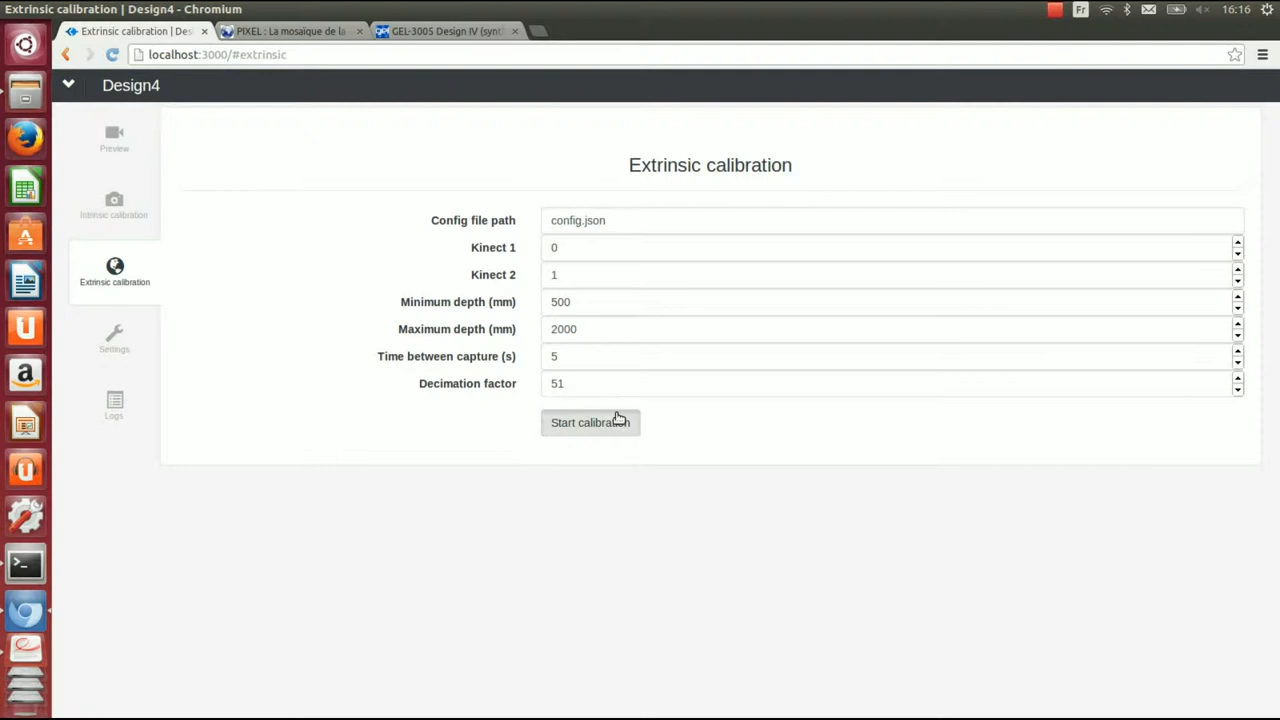 Extrinsic calibration | Design4 - Chromium
Fr
16:16
Extrinsic calibration | Des
PIXEL : La mosaïque de la
GEL-3005 Design IV (synt
localhost:3000/#extrinsic
Design4
Preview
Intrinsic calibration
Extrinsic calibration
Settings
Logs
Extrinsic calibration
Config file path config.json
Kinect 1 0
Kinect 2 1
Minimum depth (mm) 500
Maximum depth (mm) 2000
Time between capture (s) 5
Decimation factor 51
Start calibration